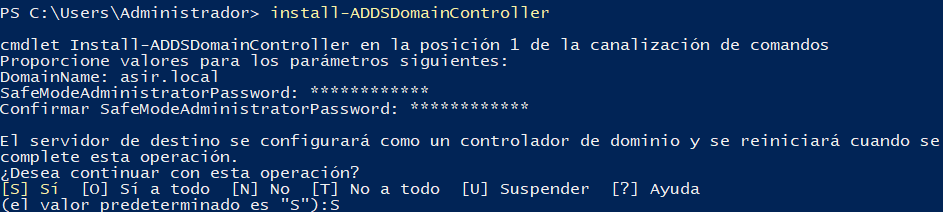 PS C:\Users\Administrador> install-ADDSDomainController
cmdlet Install-ADDSDomainController en la posición 1 de la canalización de comandos
Proporcione valores para los parámetros siguientes:
DomainName: asir.local
SafeModeAdministratorPassword: ************
Confirmar SafeModeAdministratorPassword: ************
El servidor de destino se configurará como un controlador de dominio y se reiniciará cuando se
complete esta operación.
¿Desea continuar con esta operación?
[S] Sí  [O] Sí a todo  [N] No  [T] No a todo  [U] Suspender  [?] Ayuda
(el valor predeterminado es "S"):S